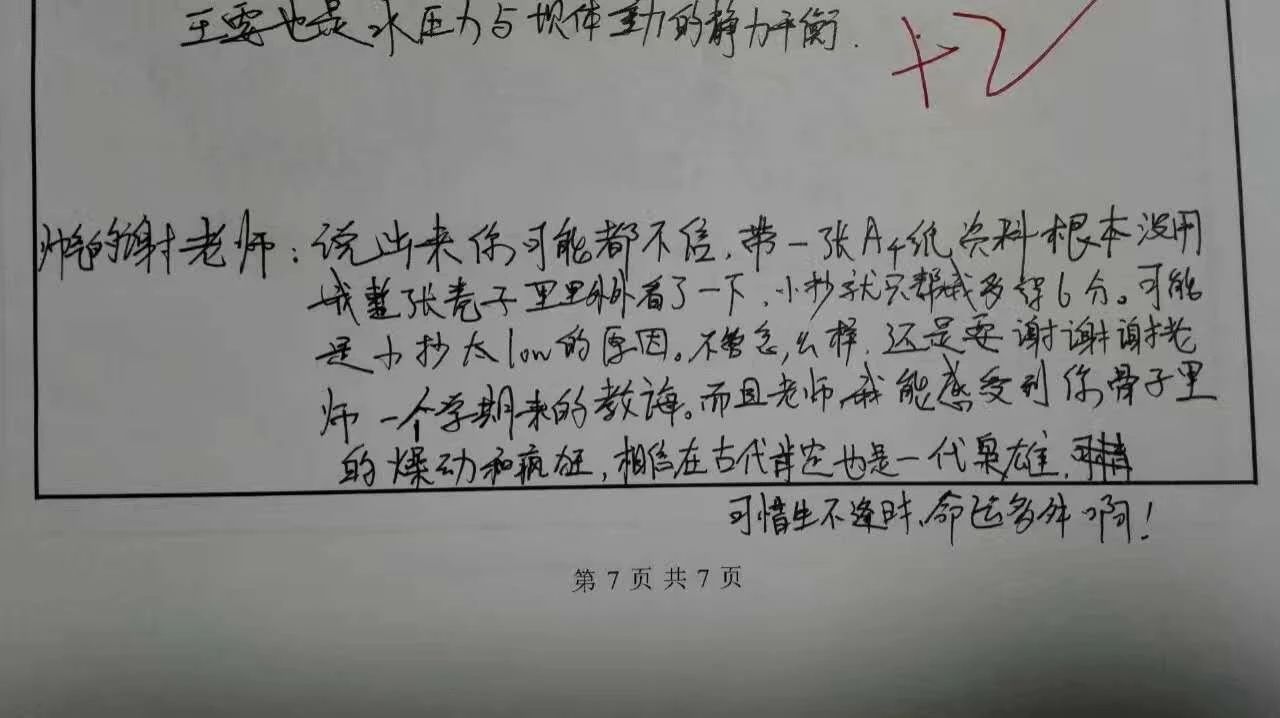 主要也是水压力与坝体重力的静力平衡.
+2
帅气的谢老师：说出来你可能都不信，带一张A4纸资料根本没用
我整张卷子里里外外看了一下，小抄就只帮我多得6分。可能
是小抄太low的原因。不管怎么样，还是要谢谢谢老
师一个学期来的教诲。而且老师，我能感受到你骨子里
的燥动和疯狂，相信在古代肯定也是一代枭雄，
可惜生不逢时、命运多舛啊！
第 7 页 共 7 页